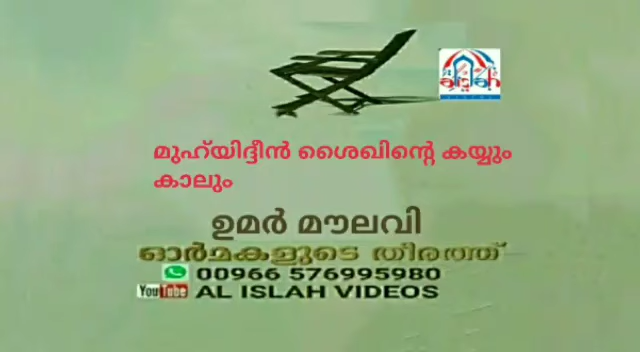 മുഹ്‌യിദ്ദീൻ ശൈഖിന്റെ കയ്യും
കാലും
ഉമർ മൗലവി
ഓർമകളുടെ തീരത്ത്
00966 576995980
YouTube AL ISLAH VIDEOS